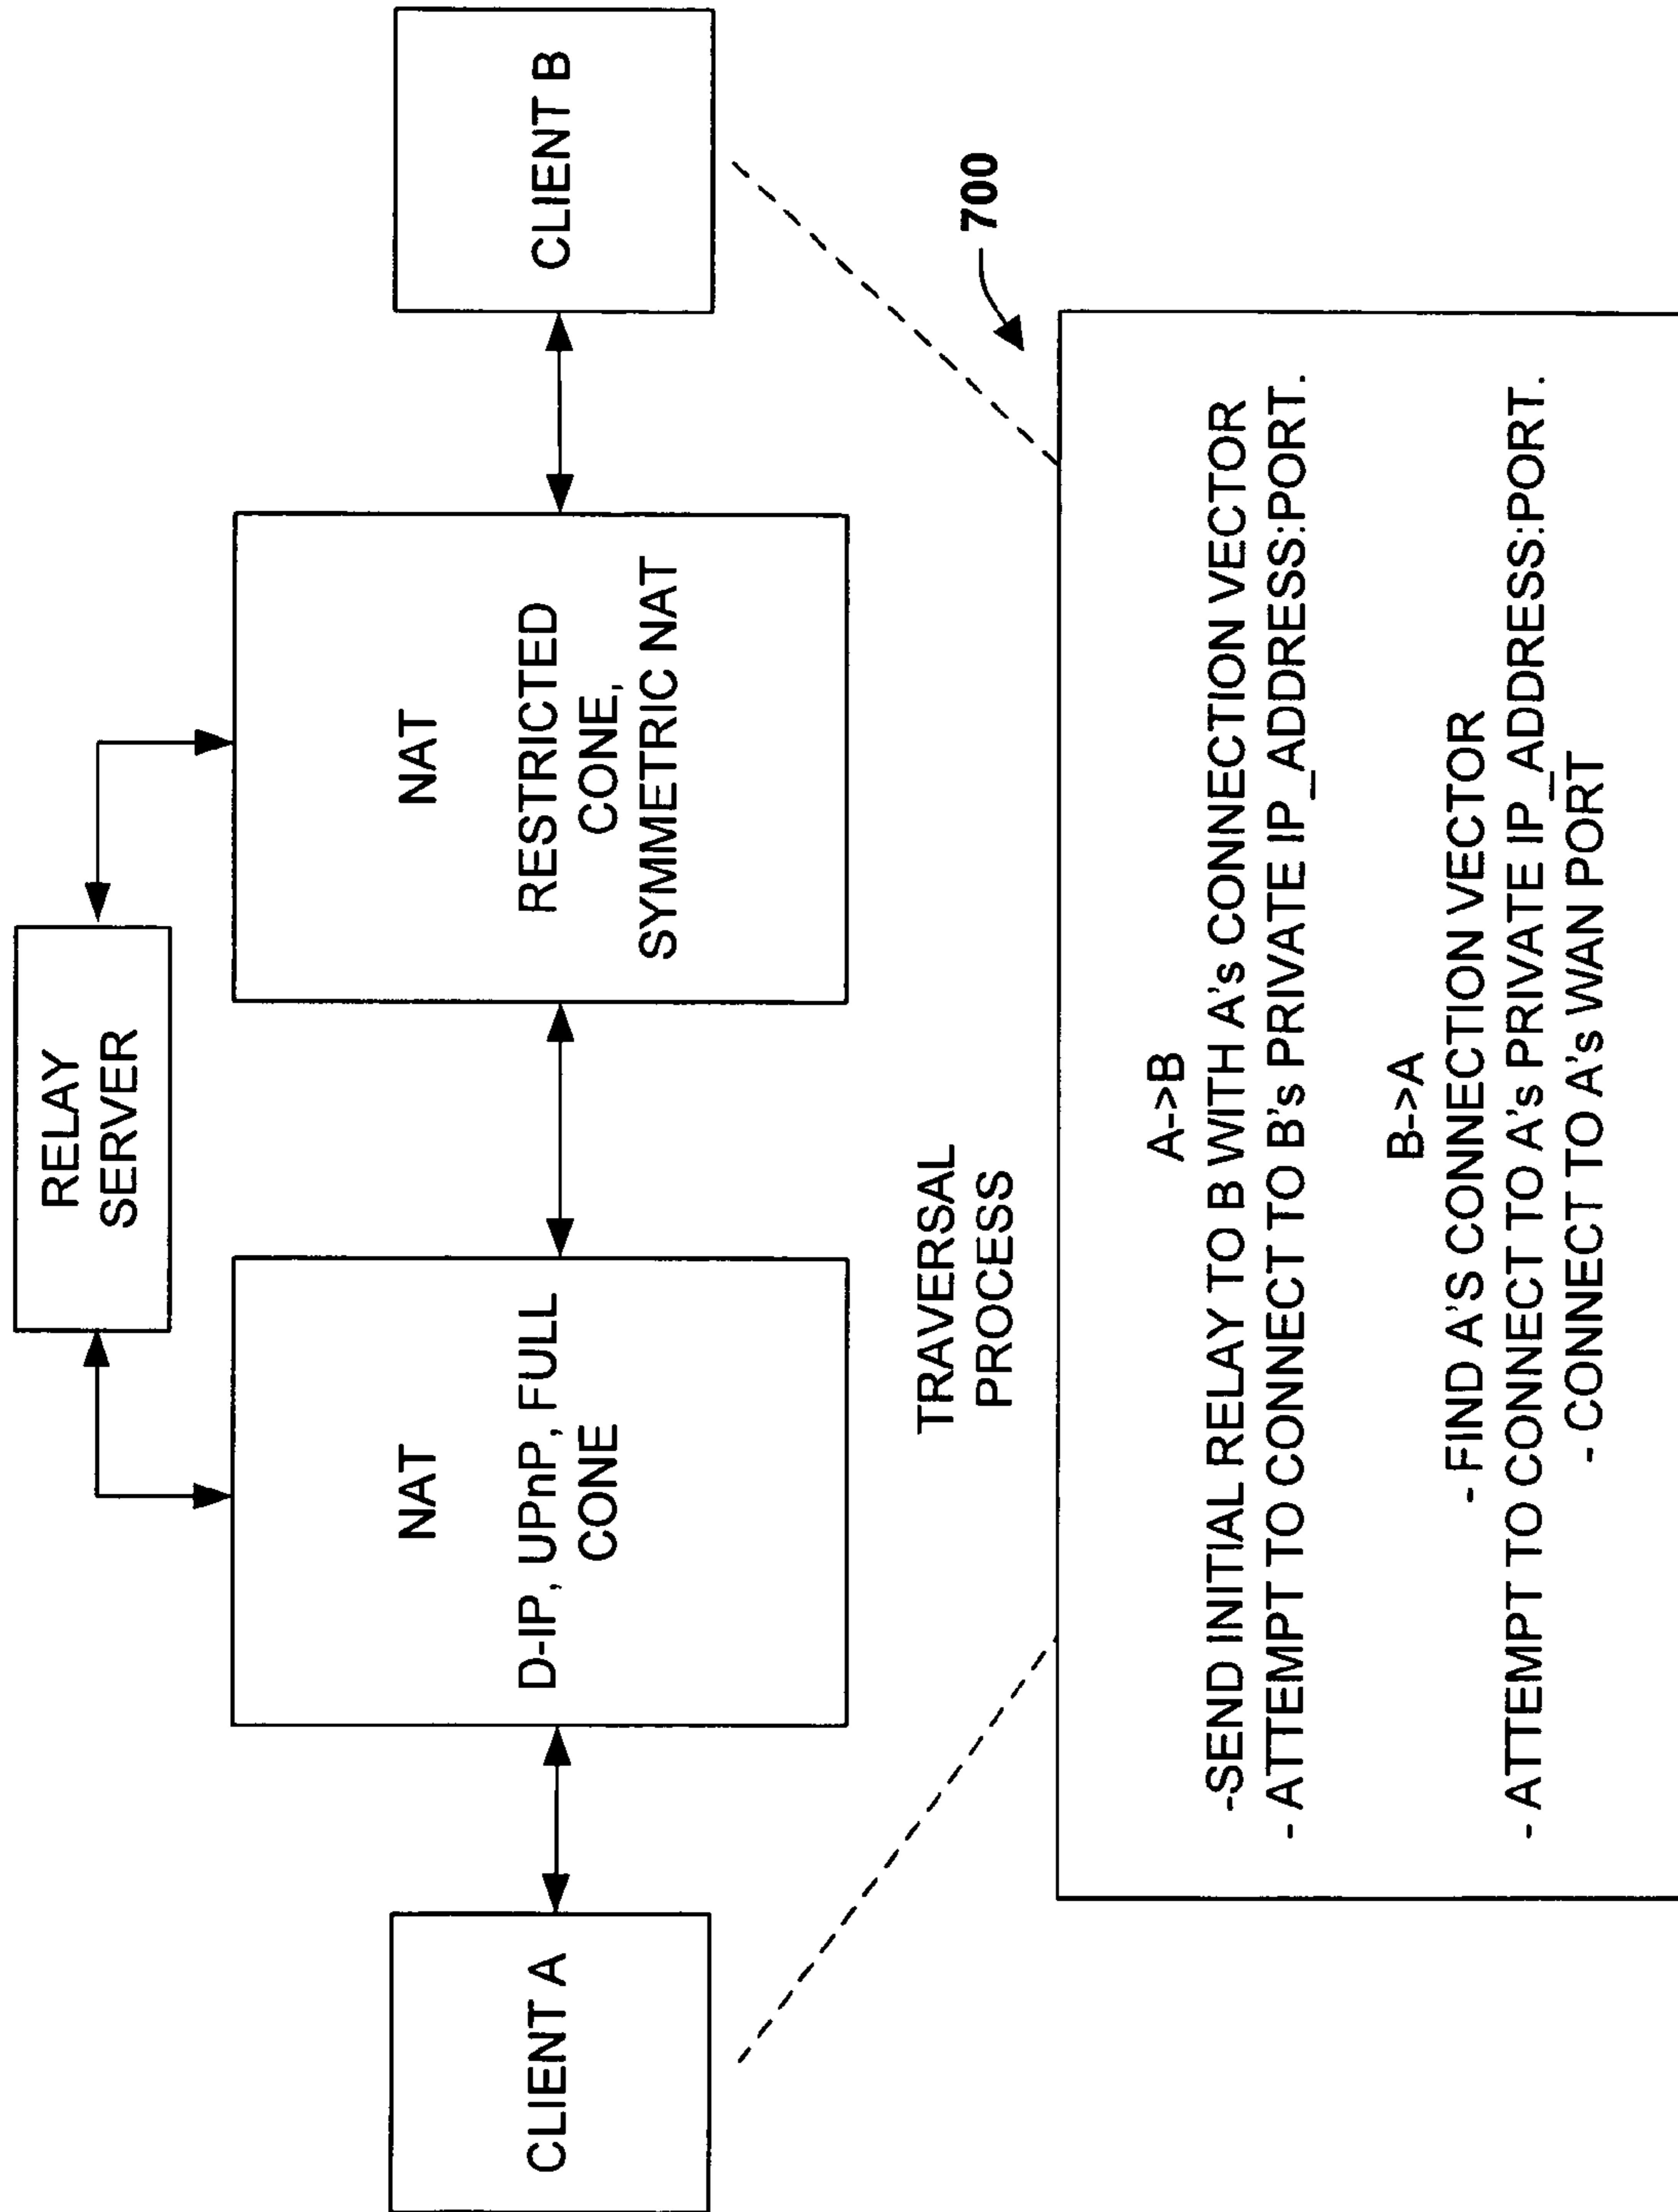 RELAY
SERVER
CLIENT A
NAT
D-IP, UPnP, FULL
CONE
NAT
RESTRICTED
CONE,
SYMMETRIC NAT
CLIENT B
TRAVERSAL
PROCESS
700
A->B
-SEND INITIAL RELAY TO B WITH A's CONNECTION VECTOR
- ATTEMPT TO CONNECT TO B's PRIVATE IP_ADDRESS:PORT.
B->A
- FIND A'S CONNECTION VECTOR
- ATTEMPT TO CONNECT TO A's PRIVATE IP_ADDRESS:PORT.
- CONNECT TO A's WAN PORT